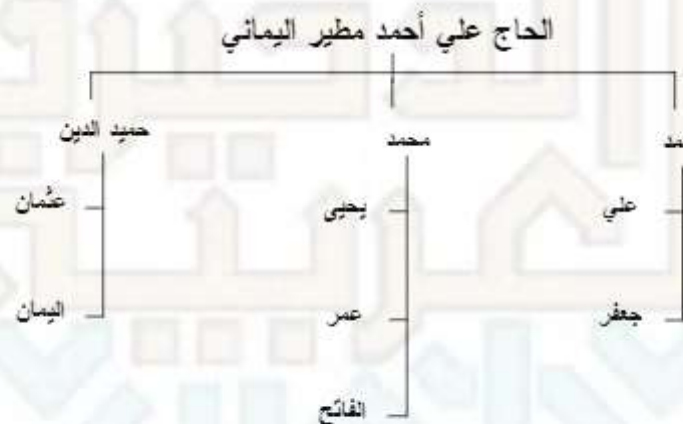 الحاج علي أحمد مطير اليماني
محمد حميد الدين
علي يحيى عثمان
جعفر عمر اليمان
الفاتح